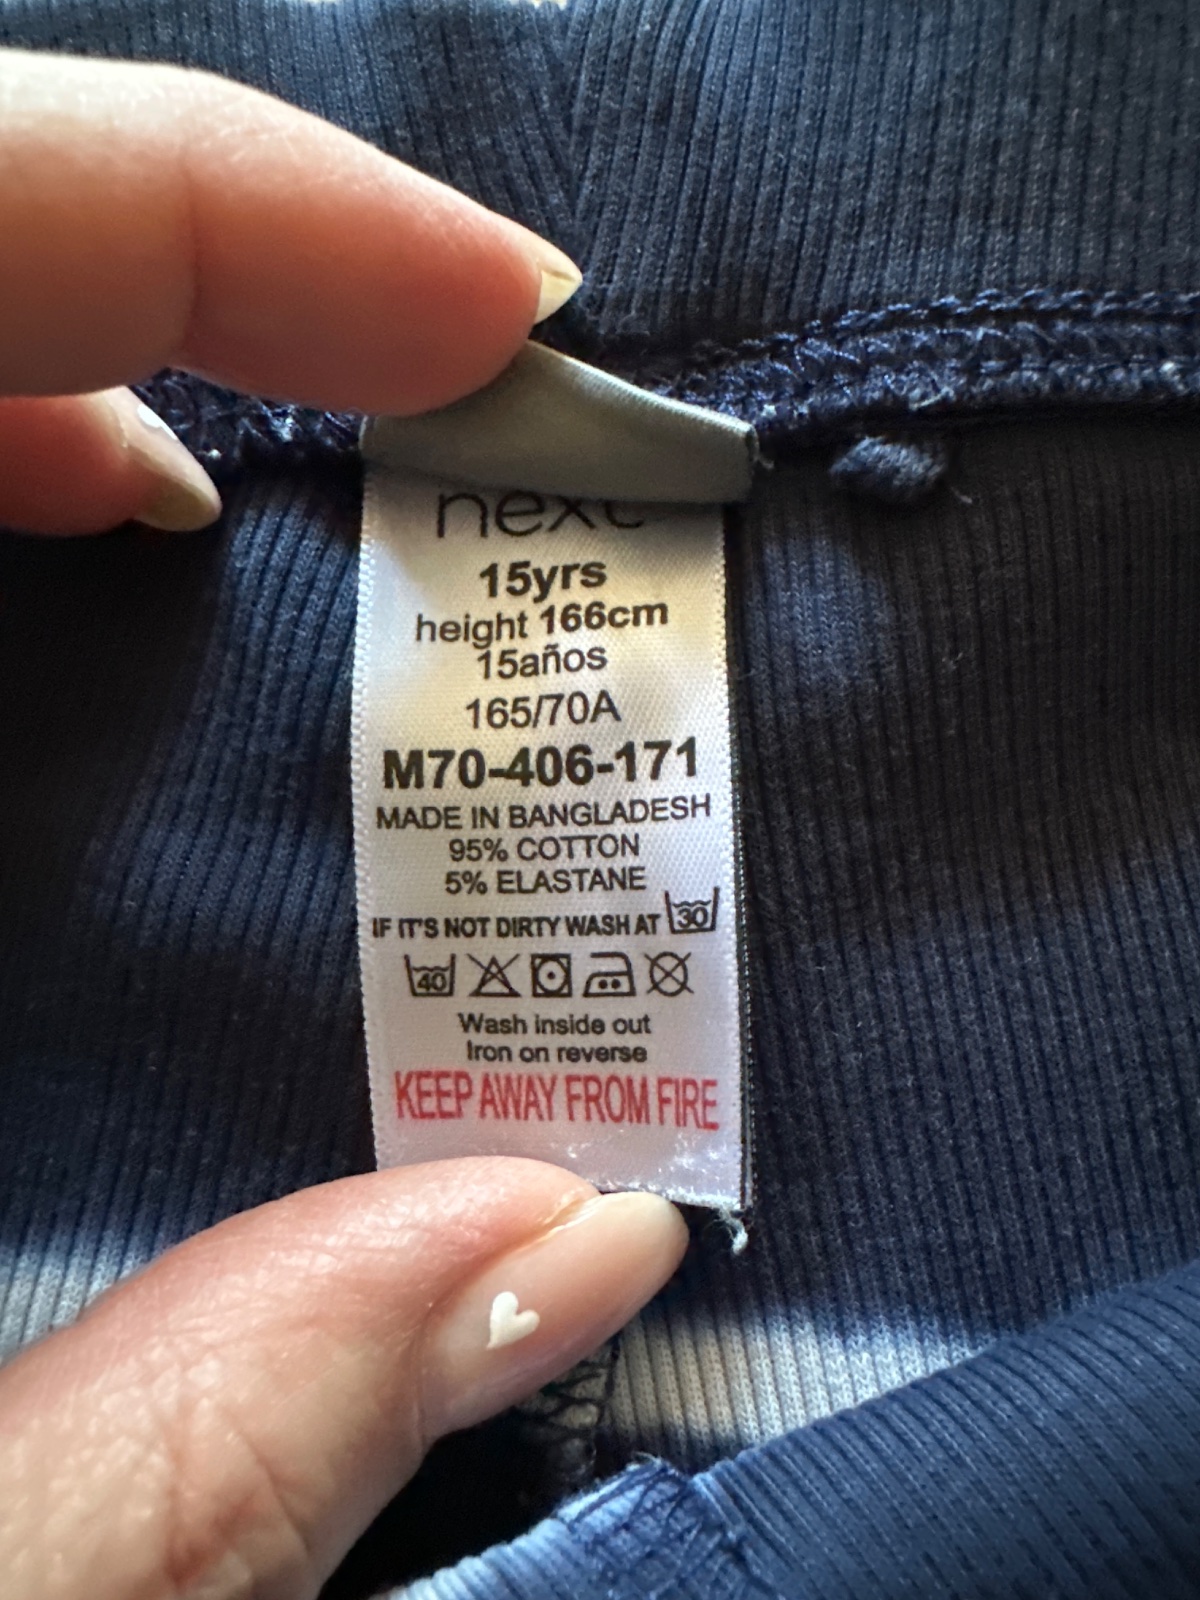 next
15yrs
height 166cm
15años
165/70A
M70-406-171
MADE IN BANGLADESH
95% COTTON
5% ELASTANE
IF IT'S NOT DIRTY WASH AT 30
40
Wash inside out
Iron on reverse
KEEP AWAY FROM FIRE